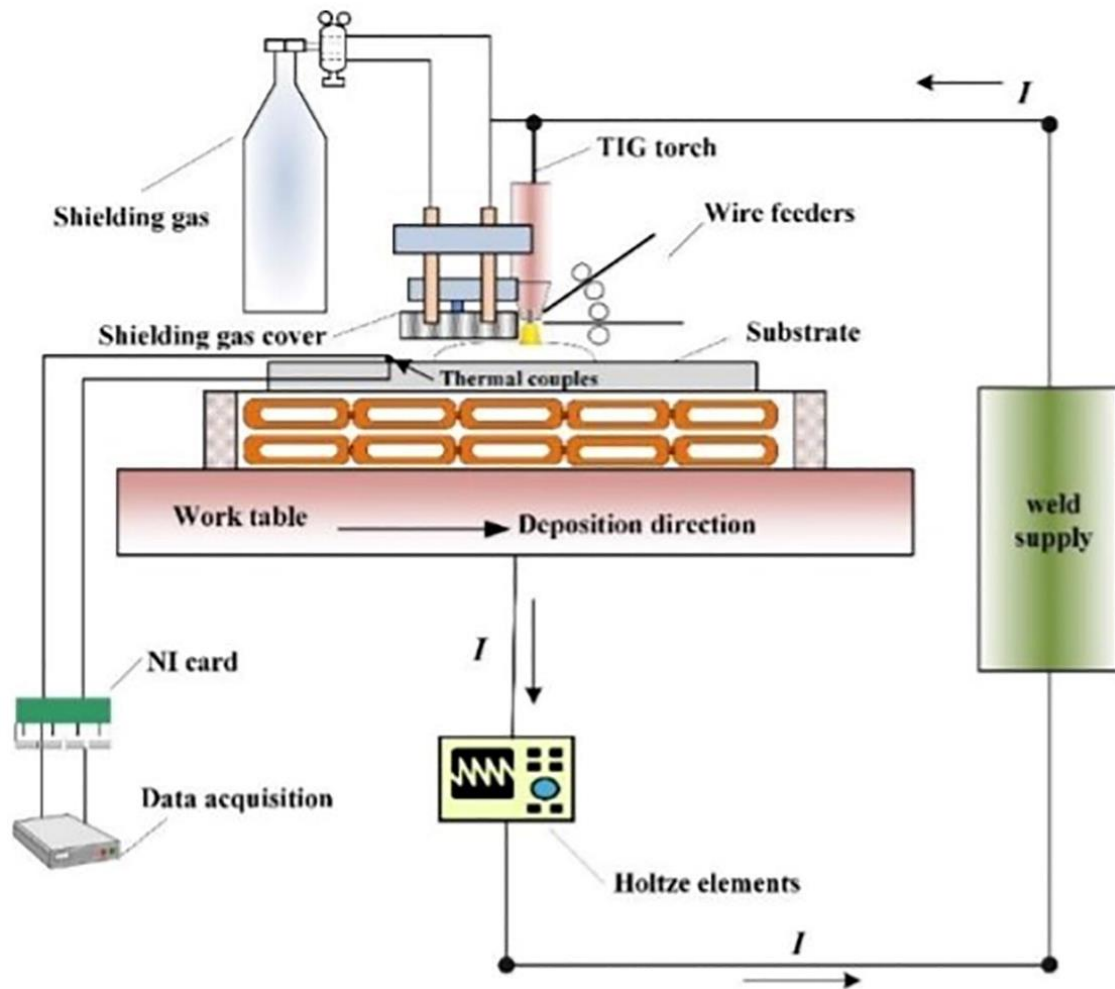 I
TIG torch
Shielding gas
Wire feeders
Shielding gas cover
Substrate
Thermal couples
Work table
Deposition direction
weld
supply
I
NI card
Data acquisition
Holtze elements
I